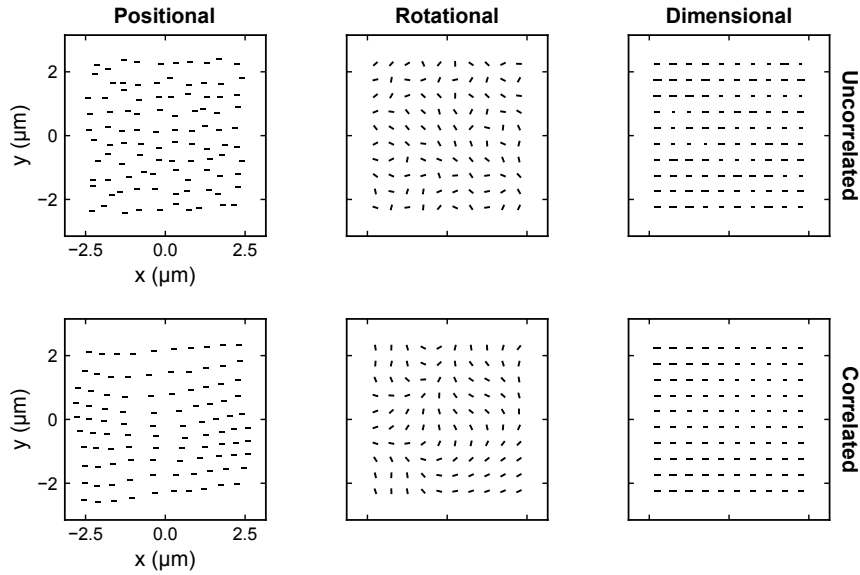 Positional Rotational Dimensional
2
0
−2
y (µm)
−2.5 0.0 2.5
x (µm)
Uncorrelated
2
0
−2
y (µm)
−2.5 0.0 2.5
x (µm)
Correlated